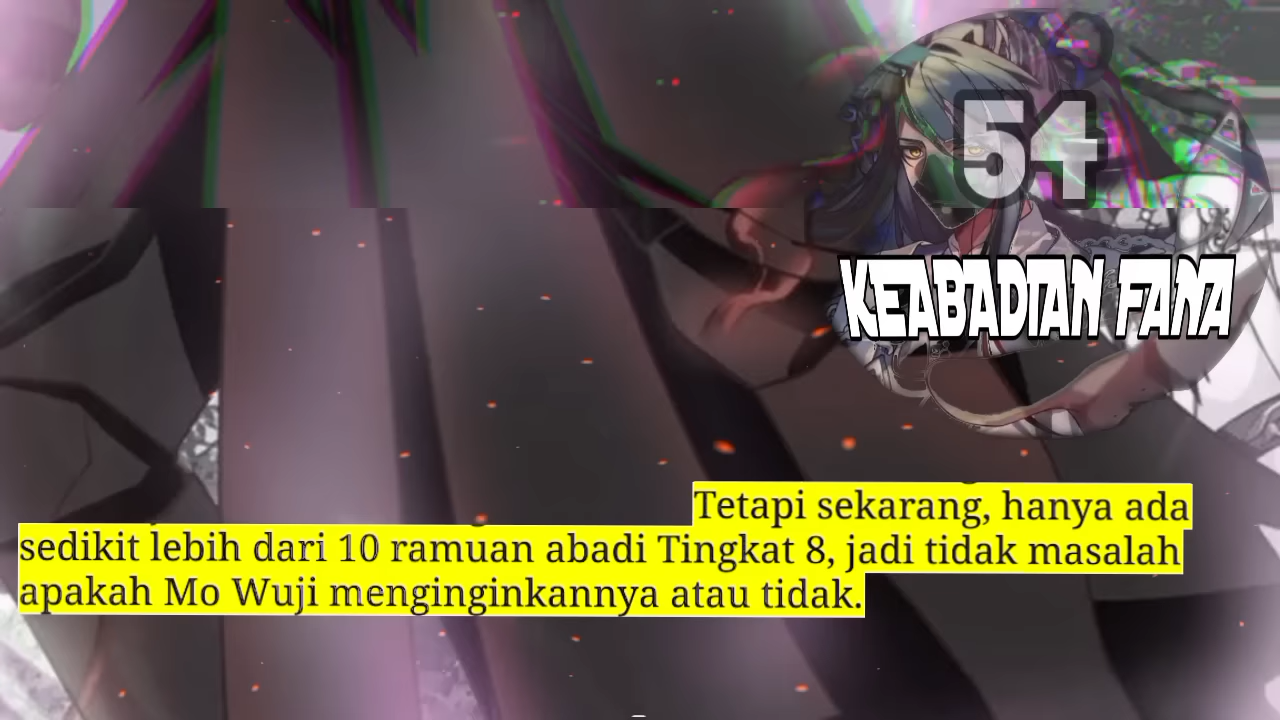 54
KEABADIAN FANA
Tetapi sekarang, hanya ada
sedikit lebih dari 10 ramuan abadi Tingkat 8, jadi tidak masalah
apakah Mo Wuji menginginkannya atau tidak.